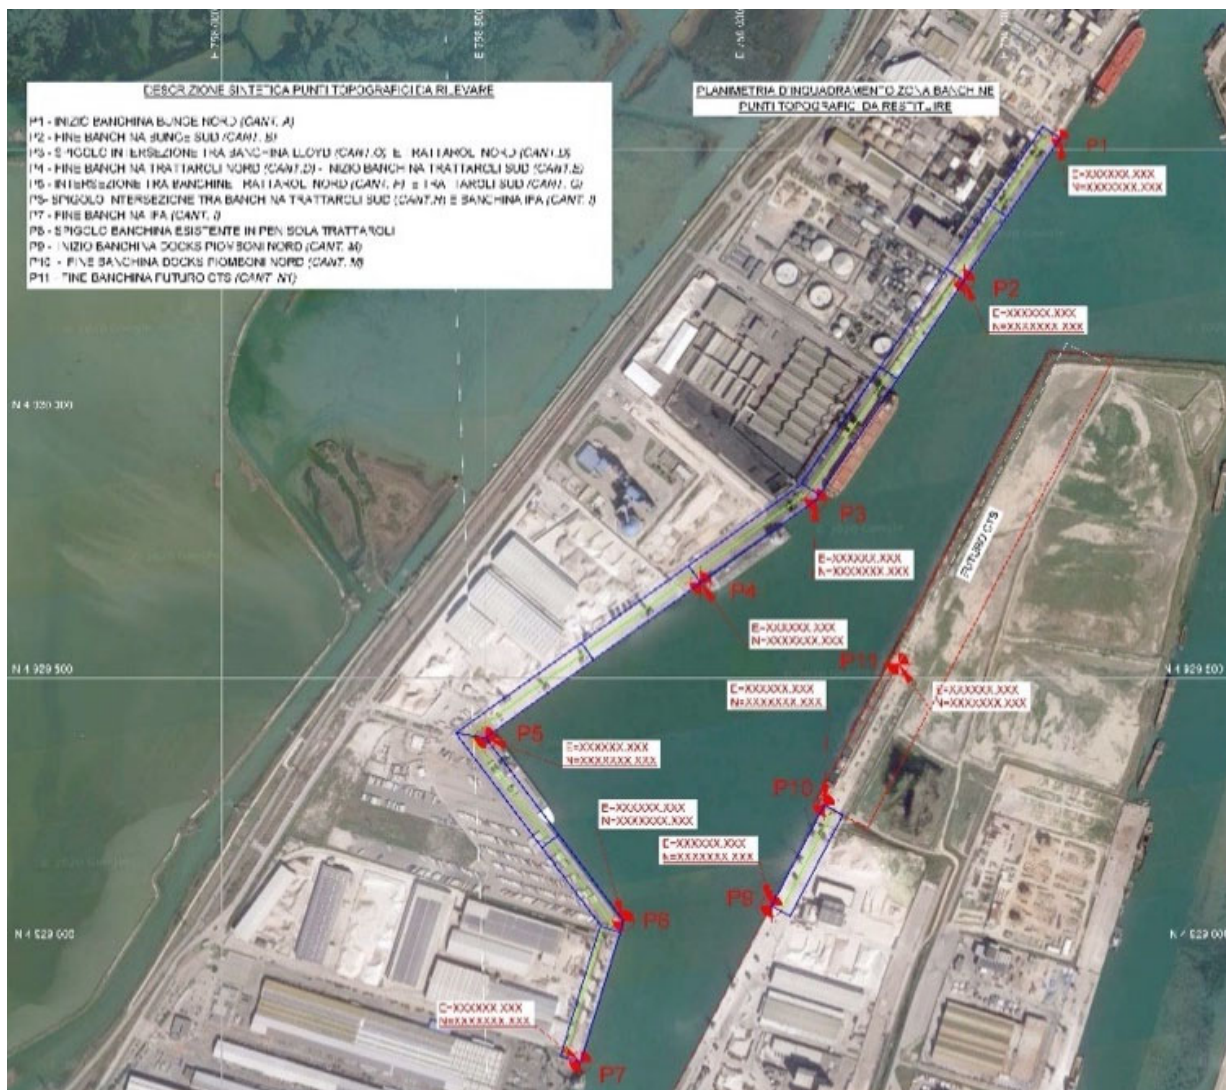 DESCRIZIONE SINTETICA PUNTI TOPOGRAFICI DA RILEVARE
P1 - INIZIO BANCHINA BUNGE NORD (CANT. A)
P2 - FINE BANCHINA BUNGE SUD (CANT. B)
P3 - SPIGOLO INTERSEZIONE TRA BANCHINA LLOYD E TRATTAROLI NORD (CANT.D)
P4 - FINE BANCHINA TRATTAROLI NORD (CANT.D) - INIZIO BANCHINA TRATTAROLI SUD (CANT.E)
P5 - INTERSEZIONE TRA BANCHINE TRATTAROLI NORD (CANT. F) E TRATTAROLI SUD (CANT. G)
P6- SPIGOLO INTERSEZIONE TRA BANCHINA TRATTAROLI SUD (CANT.H) E BANCHINA IFA (CANT. I)
P7 - FINE BANCHINA IFA (CANT. I)
P8 - SPIGOLO BANCHINA ESISTENTE IN PENISOLA TRATTAROLI
P9 - INIZIO BANCHINA DOCKS PIOMBONI NORD (CANT. M)
P10 - FINE BANCHINA DOCKS PIOMBONI NORD (CANT. M)
P11 - FINE BANCHINA FUTURO CTS (CANT. N1)
PLANIMETRIA D'INQUADRAMENTO ZONA BANCHINE
PUNTI TOPOGRAFICI DA RESTITUIRE
E 758 000
E 758 500
P1
E=XXXXXX.XXX
N=XXXXXXX.XXX
P2
E=XXXXXX.XXX
N=XXXXXXX.XXX
N 4 930 000
P3
E=XXXXXX.XXX
N=XXXXXXX.XXX
FUTURO CTS
P4
E=XXXXXX.XXX
N=XXXXXXX.XXX
N 4 929 500
P11
N 4 929 500
E=XXXXXX.XXX
N=XXXXXXX.XXX
E=XXXXXX.XXX
N=XXXXXXX.XXX
P5
E=XXXXXX.XXX
N=XXXXXXX.XXX
P10
E=XXXXXX.XXX
N=XXXXXXX.XXX
E=XXXXXX.XXX
N=XXXXXXX.XXX
P9
P6
N 4 929 000
N 4 929 000
E=XXXXXX.XXX
N=XXXXXXX.XXX
P7